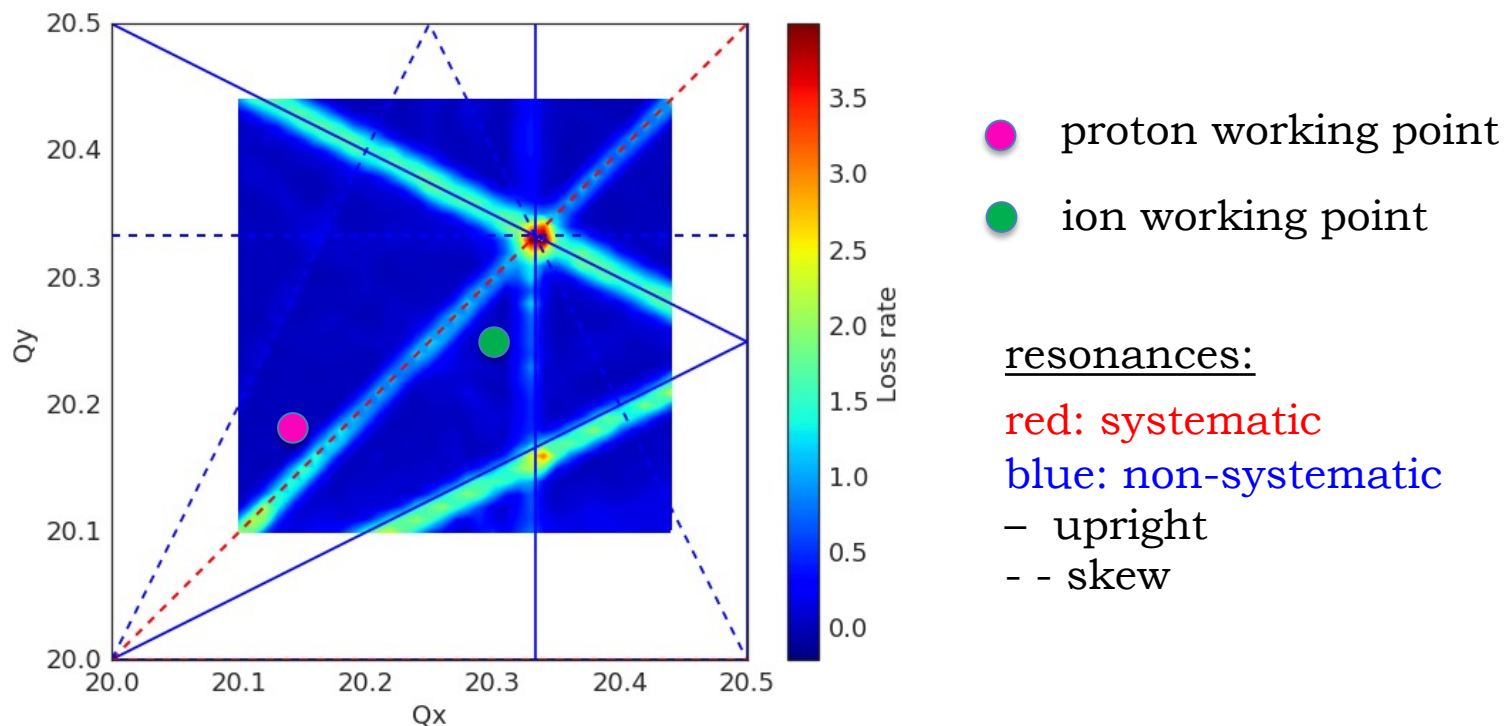 20.5
20.4
20.3
20.2
20.1
20.0
Qy
20.0 20.1 20.2 20.3 20.4 20.5
Qx
3.5
3.0
2.5
2.0
1.5
1.0
0.5
0.0
Loss rate
proton working point
ion working point
resonances:
red: systematic
blue: non-systematic
– upright
- - skew